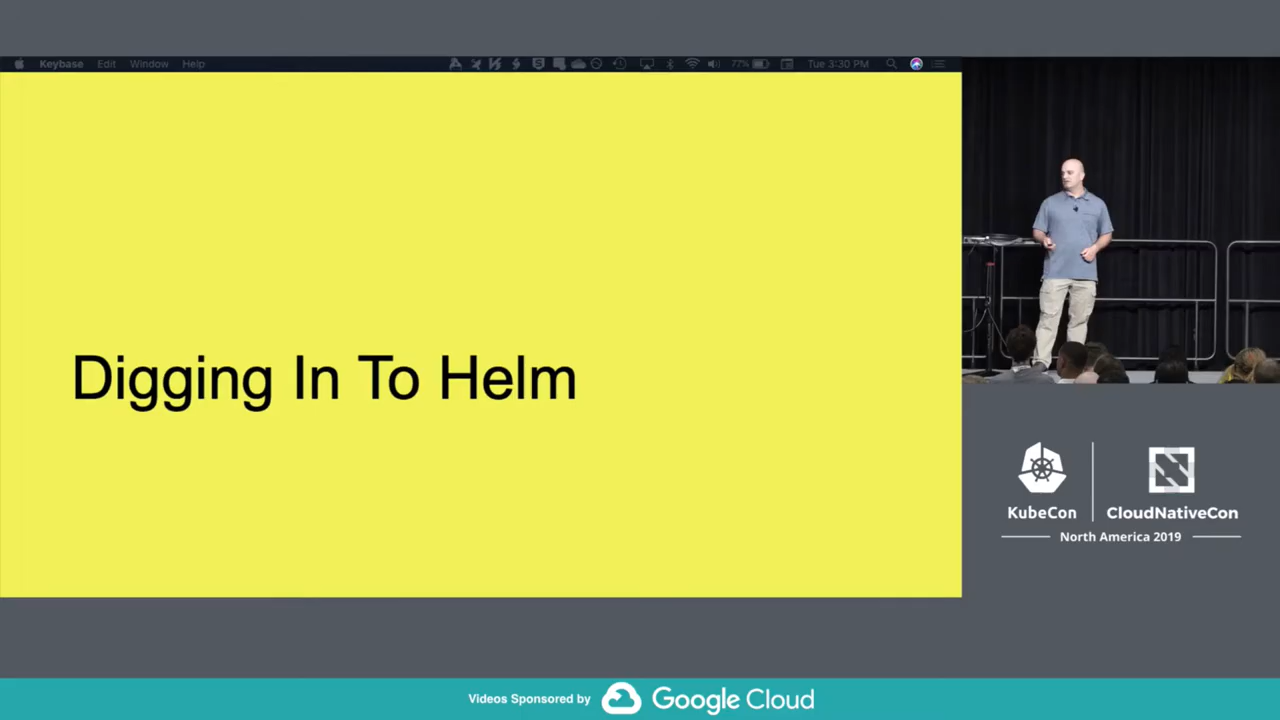 Keybase Edit Window Help 77% Tue 3:30 PM
Digging In To Helm
KubeCon CloudNativeCon
North America 2019
Videos Sponsored by Google Cloud